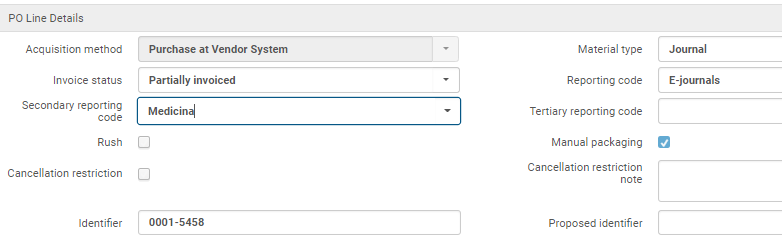 PO Line Details
Acquisition method Purchase at Vendor System Material type Journal
Invoice status Partially invoiced Reporting code E-journals
Secondary reporting code Medicina Tertiary reporting code
Rush Manual packaging
Cancellation restriction Cancellation restriction note
Identifier 0001-5458 Proposed identifier